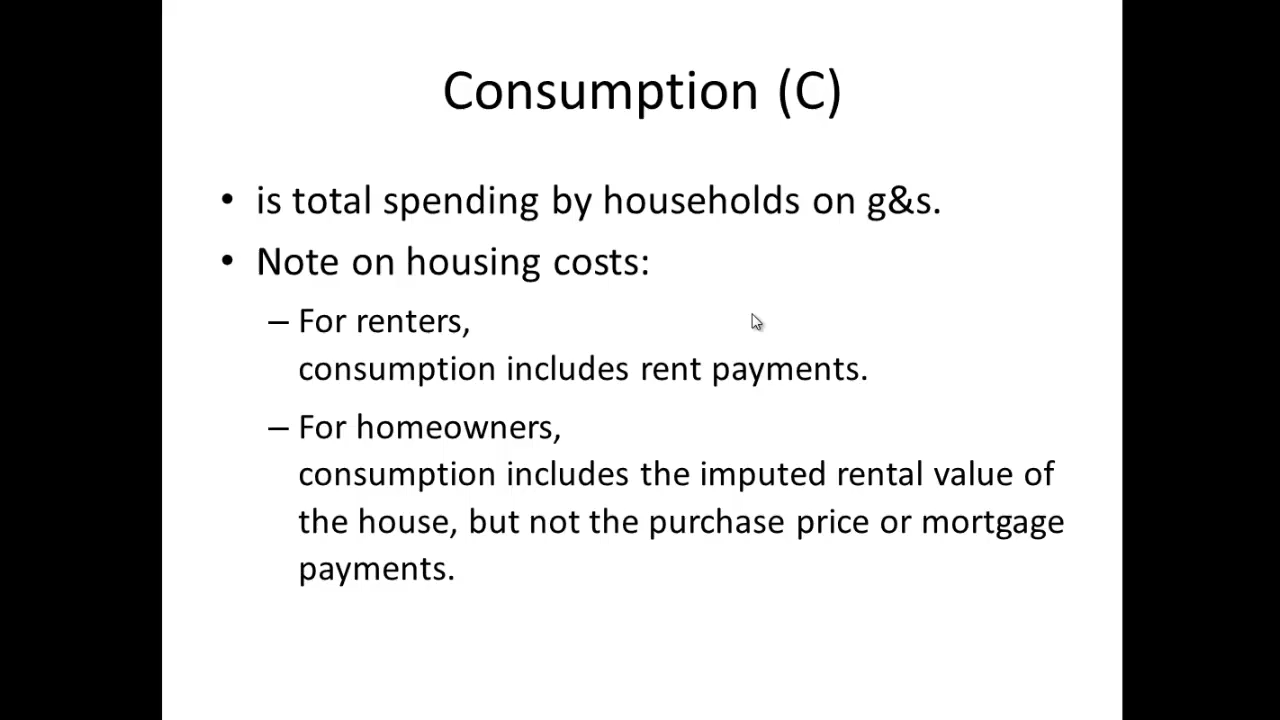 Consumption (C)
• is total spending by households on g&s.
• Note on housing costs:
– For renters,
consumption includes rent payments.
– For homeowners,
consumption includes the imputed rental value of
the house, but not the purchase price or mortgage
payments.